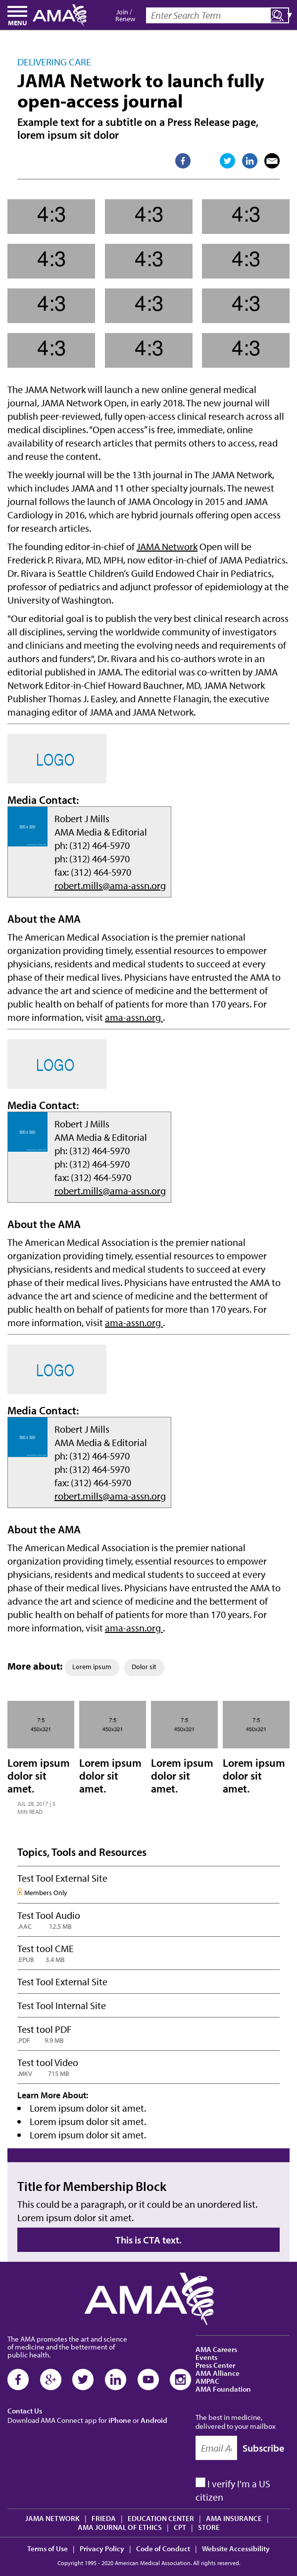 MENU
AMA
Join /
Renew
Enter Search Term
DELIVERING CARE
JAMA Network to launch fully
open-access journal
Example text for a subtitle on a Press Release page,
lorem ipsum sit dolor
4:3 4:3 4:3
4:3 4:3 4:3
4:3 4:3 4:3
4:3 4:3 4:3
The JAMA Network will launch a new online general medical
journal, JAMA Network Open, in early 2018. The new journal will
publish peer-reviewed, fully open-access clinical research across all
medical disciplines. “Open access” is free, immediate, online
availability of research articles that permits others to access, read
and reuse the content.
The weekly journal will be the 13th journal in The JAMA Network,
which includes JAMA and 11 other specialty journals. The newest
journal follows the launch of JAMA Oncology in 2015 and JAMA
Cardiology in 2016, which are hybrid journals offering open access
for research articles.
The founding editor-in-chief of JAMA Network Open will be
Frederick P. Rivara, MD, MPH, now editor-in-chief of JAMA Pediatrics.
Dr. Rivara is Seattle Children’s Guild Endowed Chair in Pediatrics,
professor of pediatrics and adjunct professor of epidemiology at the
University of Washington.
"Our editorial goal is to publish the very best clinical research across
all disciplines, serving the worldwide community of investigators
and clinicians and meeting the evolving needs and requirements of
authors and funders", Dr. Rivara and his co-authors wrote in an
editorial published in JAMA. The editorial was co-written by JAMA
Network Editor-in-Chief Howard Bauchner, MD, JAMA Network
Publisher Thomas J. Easley, and Annette Flanagin, the executive
managing editor of JAMA and JAMA Network.
LOGO
Media Contact:
Robert J Mills
AMA Media & Editorial
ph: (312) 464-5970
ph: (312) 464-5970
fax: (312) 464-5970
robert.mills@ama-assn.org
About the AMA
The American Medical Association is the premier national
organization providing timely, essential resources to empower
physicians, residents and medical students to succeed at every
phase of their medical lives. Physicians have entrusted the AMA to
advance the art and science of medicine and the betterment of
public health on behalf of patients for more than 170 years. For
more information, visit ama-assn.org .
LOGO
Media Contact:
Robert J Mills
AMA Media & Editorial
ph: (312) 464-5970
ph: (312) 464-5970
fax: (312) 464-5970
robert.mills@ama-assn.org
About the AMA
The American Medical Association is the premier national
organization providing timely, essential resources to empower
physicians, residents and medical students to succeed at every
phase of their medical lives. Physicians have entrusted the AMA to
advance the art and science of medicine and the betterment of
public health on behalf of patients for more than 170 years. For
more information, visit ama-assn.org .
LOGO
Media Contact:
Robert J Mills
AMA Media & Editorial
ph: (312) 464-5970
ph: (312) 464-5970
fax: (312) 464-5970
robert.mills@ama-assn.org
About the AMA
The American Medical Association is the premier national
organization providing timely, essential resources to empower
physicians, residents and medical students to succeed at every
phase of their medical lives. Physicians have entrusted the AMA to
advance the art and science of medicine and the betterment of
public health on behalf of patients for more than 170 years. For
more information, visit ama-assn.org .
More about: Lorem ipsum Dolor sit
7:5 7:5 7:5 7:5
450x321 450x321 450x321 450x321
Lorem ipsum Lorem ipsum Lorem ipsum Lorem ipsum
dolor sit dolor sit dolor sit dolor sit
amet. amet. amet. amet.
JUL 28, 2017 | 5
MIN READ
Topics, Tools and Resources
Test Tool External Site
Members Only
Test Tool Audio
.AAC 12.5 MB
Test tool CME
.EPUB 3.4 MB
Test Tool External Site
Test Tool Internal Site
Test tool PDF
.PDF 9.9 MB
Test tool Video
.MKV 715 MB
Learn More About:
• Lorem ipsum dolor sit amet.
• Lorem ipsum dolor sit amet.
• Lorem ipsum dolor sit amet.
Title for Membership Block
This could be a paragraph, or it could be an unordered list.
Lorem ipsum dolor sit amet.
This is CTA text.
AMA
The AMA promotes the art and science
of medicine and the betterment of
public health.
Contact Us
Download AMA Connect app for iPhone or Android
AMA Careers
Events
Press Center
AMA Alliance
AMPAC
AMA Foundation
The best in medicine,
delivered to your mailbox
Email A Subscribe
I verify I'm a US
citizen
JAMA NETWORK | FRIEDA | EDUCATION CENTER | AMA INSURANCE |
AMA JOURNAL OF ETHICS | CPT | STORE
Terms of Use | Privacy Policy | Code of Conduct | Website Accessibility
Copyright 1995 - 2020 American Medical Association. All rights reserved.